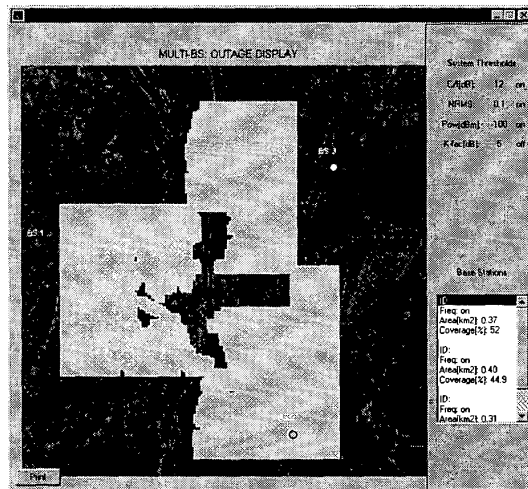 MULTI-BS: OUTAGE DISPLAY
System Thresholds
C/I[dB]: 12 on
NRMS: 0.1 on
Pow[dBm]: -100 on
K-fac[dB]: 5 off
BS 1
Base Stations
ID:
Freq: on
Area[km2]: 0.37
Coverage[%]: 52
ID:
Freq: on
Area[km2]: 0.40
Coverage[%]: 44.9
ID:
Freq: on
Area[km2]: 0.31
Print